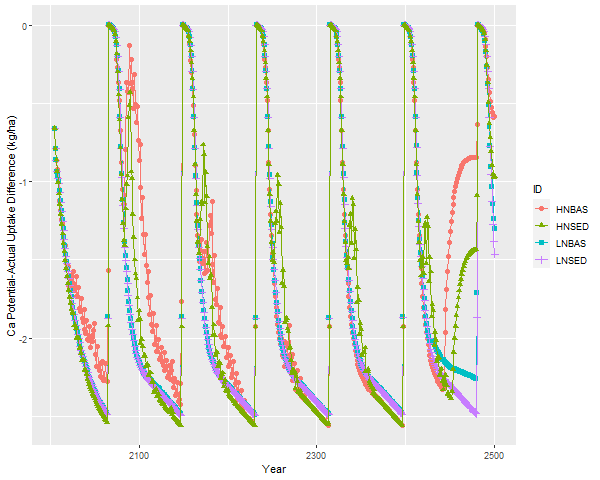 Ca Potential-Actual Uptake Difference (kg/ha)
0
-1
-2
2100
2300
2500
Year
ID
HNBAS
HNSED
LNBAS
LNSED